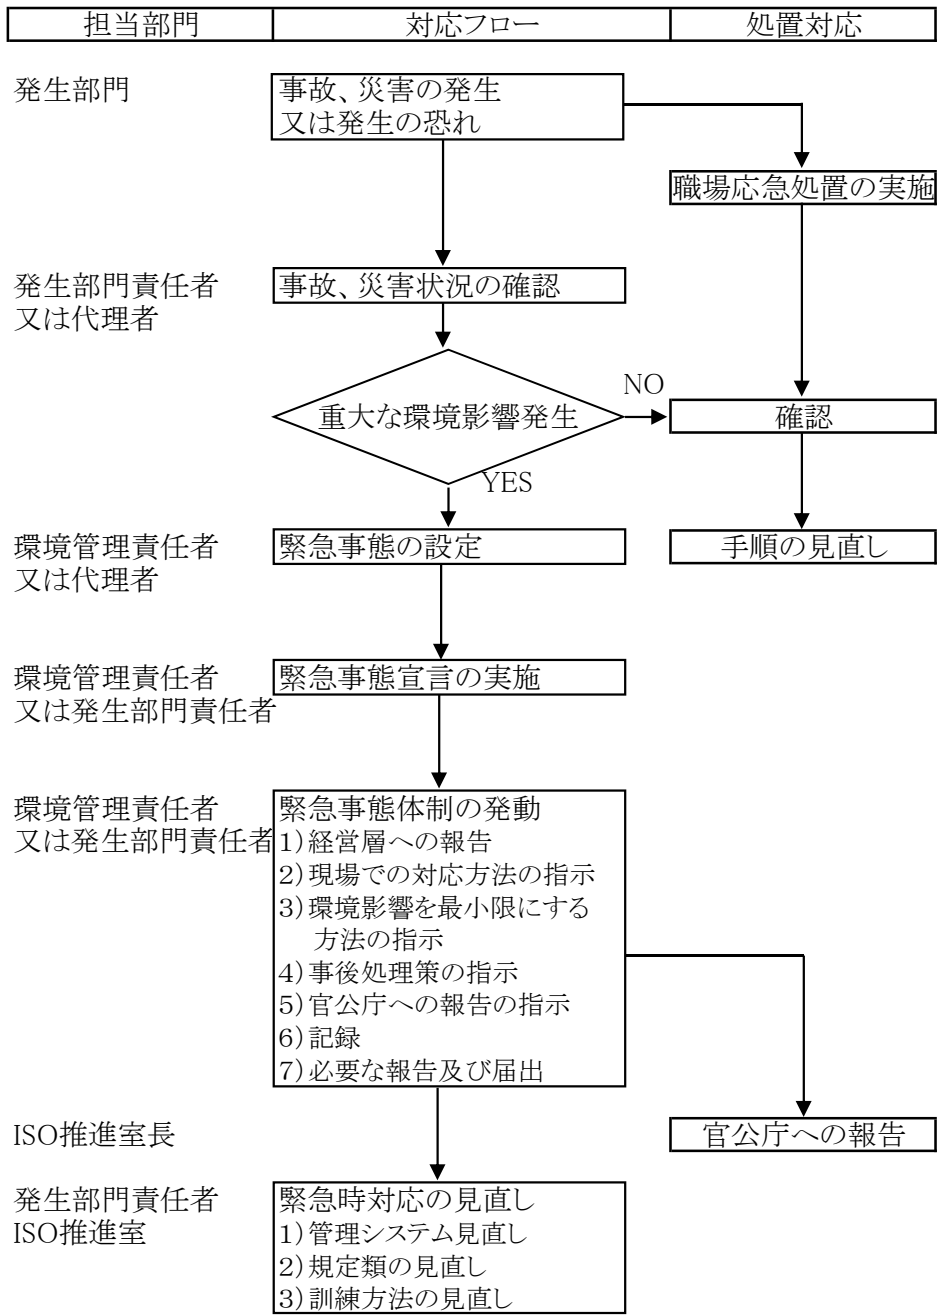 担当部門 対応フロー 処置対応
発生部門
事故、災害の発生
又は発生の恐れ
職場応急処置の実施
発生部門責任者
又は代理者
事故、災害状況の確認
重大な環境影響発生
NO
確認
YES
環境管理責任者
又は代理者
緊急事態の設定
手順の見直し
環境管理責任者
又は発生部門責任者
緊急事態宣言の実施
環境管理責任者
又は発生部門責任者
緊急事態体制の発動
1)経営層への報告
2)現場での対応方法の指示
3)環境影響を最小限にする
方法の指示
4)事後処理策の指示
5)官公庁への報告の指示
6)記録
7)必要な報告及び届出
ISO推進室長
官公庁への報告
発生部門責任者
ISO推進室
緊急時対応の見直し
1)管理システム見直し
2)規定類の見直し
3)訓練方法の見直し